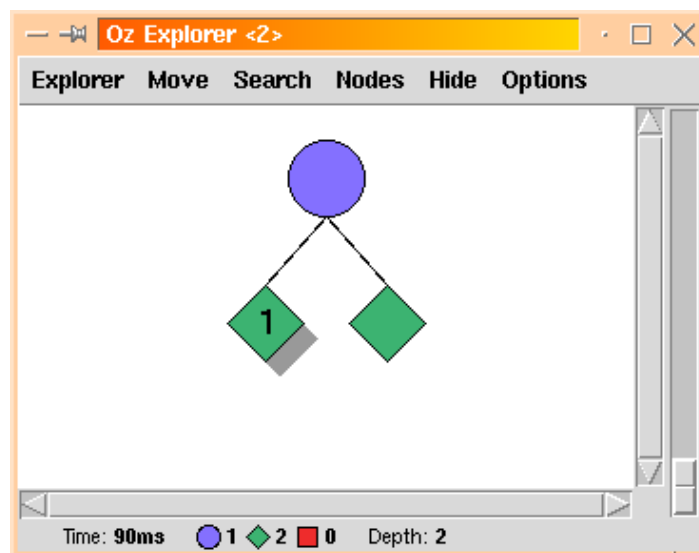 Oz Explorer <2>
Explorer Move Search Nodes Hide Options
1
Time: 90ms 1 2 0 Depth: 2